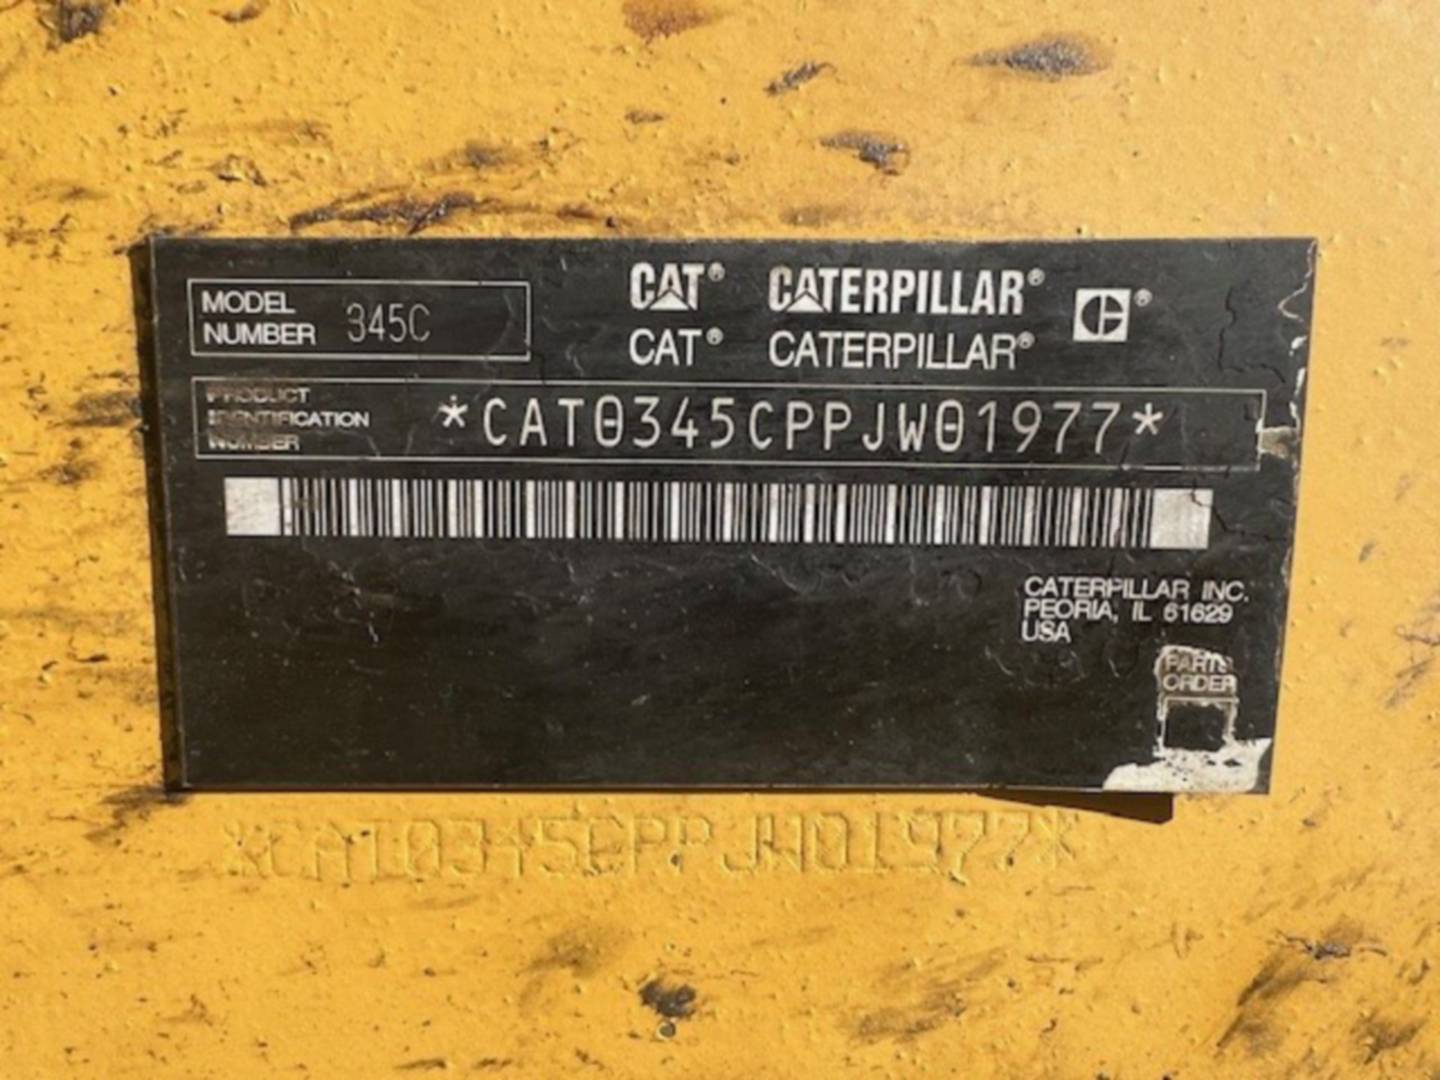 MODEL NUMBER 345C
CAT® CATERPILLAR® ®
CAT® CATERPILLAR®
PRODUCT
IDENTIFICATION
NUMBER
*CAT0345CPPJW01977*
CATERPILLAR INC.
PEORIA, IL 61629
USA
PARTS
ORDER
*CAT0345CPPJW01977*